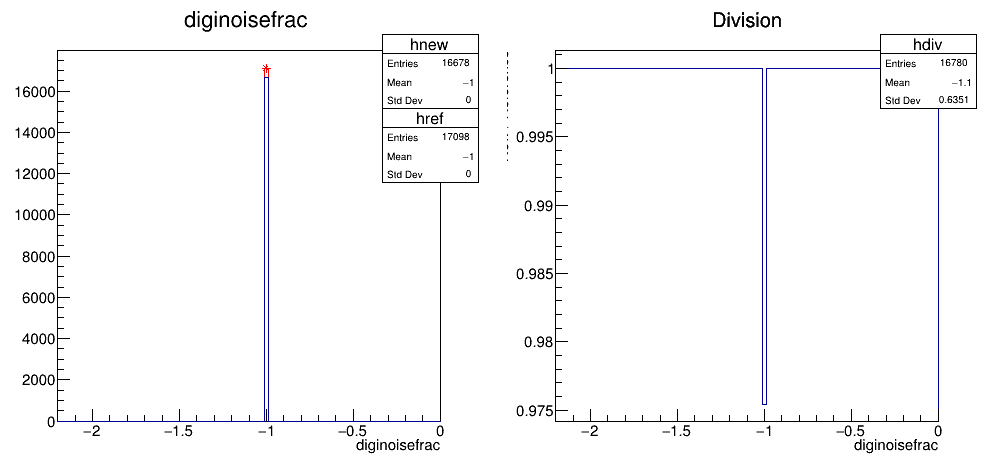 diginoisefrac
hnew
Entries 16678
Mean −1
Std Dev 0
href
Entries 17098
Mean −1
Std Dev 0
16000
14000
12000
10000
8000
6000
4000
2000
0
−2 −1.5 −1 −0.5 0
diginoisefrac
Division
hdiv
Entries 16780
Mean −1.1
Std Dev 0.6351
1
0.995
0.99
0.985
0.98
0.975
−2 −1.5 −1 −0.5 0
diginoisefrac